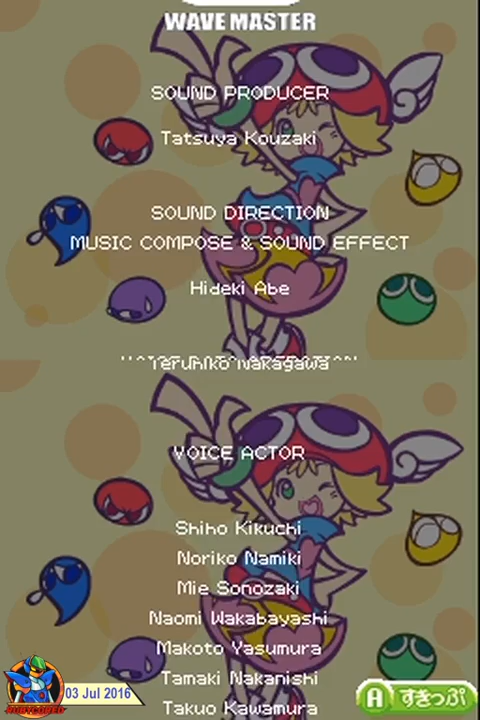 WAVE MASTER
SOUND PRODUCER
Tatsuya Kouzaki
SOUND DIRECTION
MUSIC COMPOSE & SOUND EFFECT
Hideki Abe
Teruhiko Nakagawa
VOICE ACTOR
Shiho Kikuchi
Noriko Namiki
Mie Sonozaki
Naomi Wakabayashi
Makoto Yasumura
Tamaki Nakanishi
Takuo Kawamura
03 Jul 2016
A すきっぷ